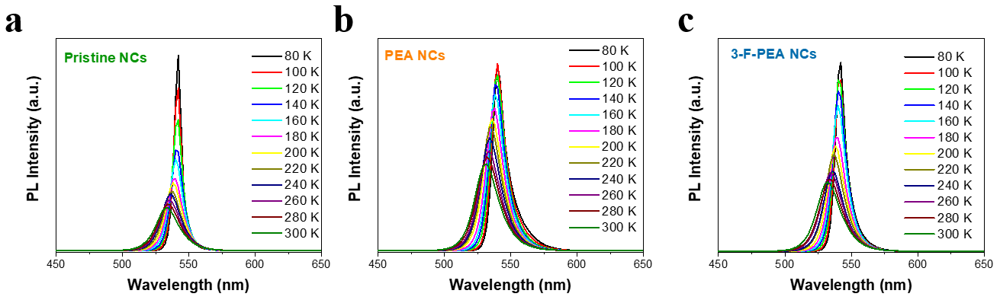 a
Pristine NCs
80 K
100 K
120 K
140 K
160 K
180 K
200 K
220 K
240 K
260 K
280 K
300 K
PL Intensity (a.u.)
450 500 550 600 650
Wavelength (nm)
b
PEA NCs
80 K
100 K
120 K
140 K
160 K
180 K
200 K
220 K
240 K
260 K
280 K
300 K
PL Intensity (a.u.)
450 500 550 600 650
Wavelength (nm)
c
3-F-PEA NCs
80 K
100 K
120 K
140 K
160 K
180 K
200 K
220 K
240 K
260 K
280 K
300 K
PL Intensity (a.u.)
450 500 550 600 650
Wavelength (nm)